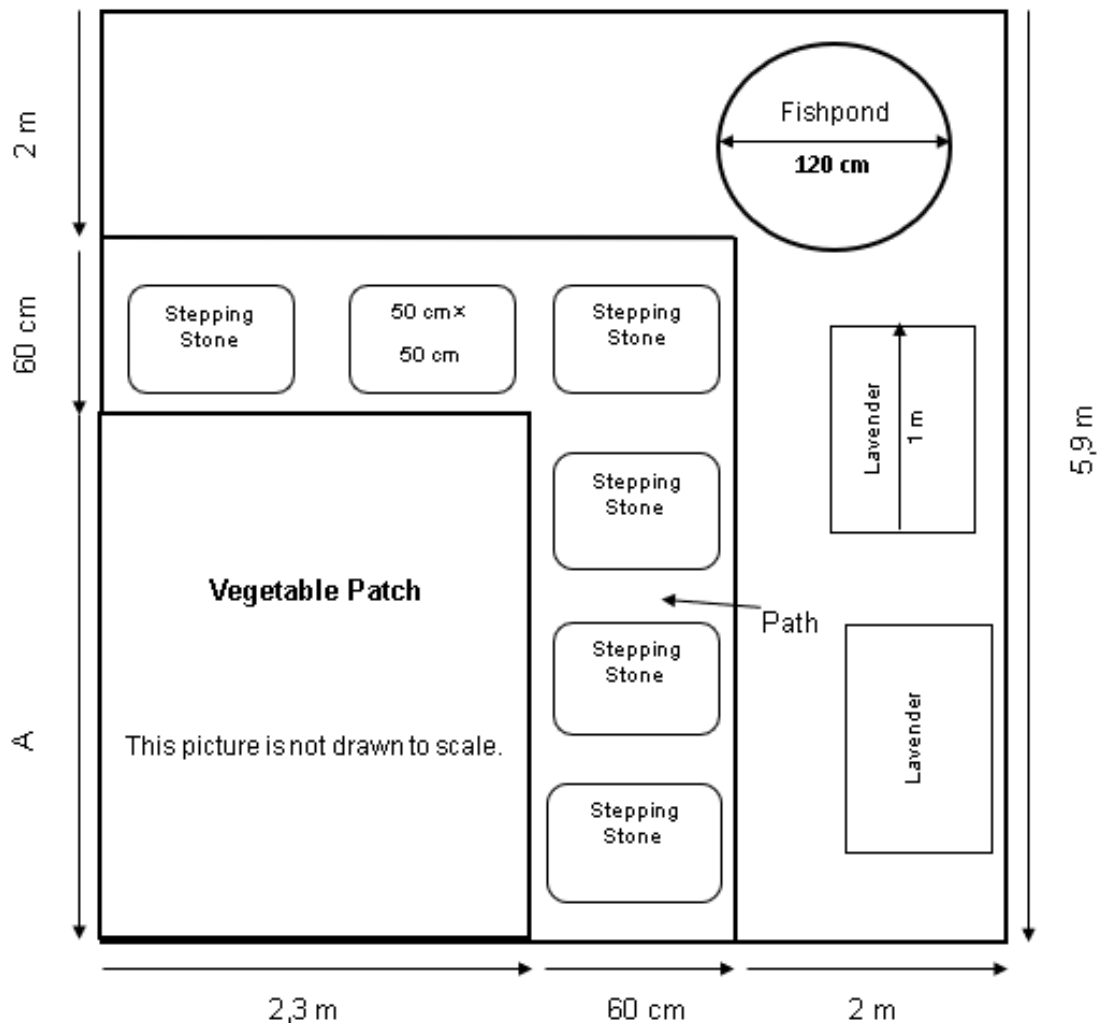 2 m
Fishpond
120 cm
60 cm
Stepping
Stone
50 cm×
50 cm
Stepping
Stone
Lavender
1 m
5,9 m
Stepping
Stone
Vegetable Patch
Path
Stepping
Stone
A
This picture is not drawn to scale.
Lavender
Stepping
Stone
2,3 m
60 cm
2 m